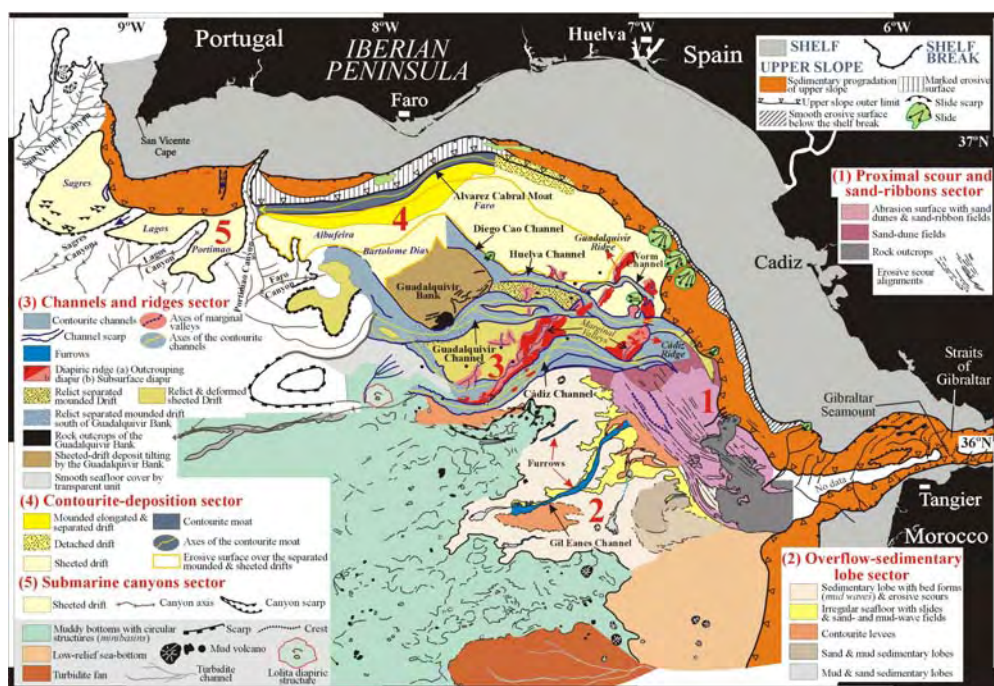 9ºW
8ºW
7ºW
6ºW
Portugal
IBERIAN
PENINSULA
Huelva
Spain
Faro
Cadiz
37ºN
36ºN
San Vicente
Cape
San Vicente Canyon
Straits
of
Gibraltar
Gibraltar
Seamount
Tangier
Morocco
No data
SHELF
SHELF
BREAK
UPPER SLOPE
Sedimentary progradation
of upper slope
Marked erosive
surface
Upper slope outer limit
Slide scarp
Smooth erosive surface
below the shelf break
Slide
(1) Proximal scour and
sand-ribbons sector
Abrasion surface with sand
dunes & sand-ribbon fields
Sand-dune fields
Rock outcrops
Erosive scour
alignments
Sagres
Lagos
Portimao
5
Sagres
Canyon
Lagos
Canyon
Portimao Canyon
Faro
Canyon
Albufeira
Bartolome Dias
4
Alvarez Cabral Moat
Faro
Diego Cao Channel
Huelva Channel
Guadalquivir
Ridge
Vorm
Channel
Guadalquivir
Bank
Guadalquivir
Channel
3
Marginal
Valleys
Cádiz
Ridge
Cádiz Channel
1
Furrows
2
Gil Eanes Channel
(3) Channels and ridges sector
Contourite channels
Axes of marginal
valleys
Channel scarp
Axes of the contourite
channels
Furrows
Diapiric ridge (a) Outcrouping
diapir (b) Subsurface diapir
Relict separated
mounded Drift
Relict & deformed
sheeted Drift
Relict separated mounded drift
south of Guadalquivir Bank
Rock outcrops of the
Guadalquivir Bank
Sheeted-drift deposit tilting
by the Guadalquivir Bank
Smooth seafloor cover by
transparent unit
(4) Contourite-deposition sector
Mounded elongated &
separated drift
Contourite moat
Detached drift
Axes of the contourite moat
Sheeted drift
Erosive surface over the separated
mounded & sheeted drifts
(5) Submarine canyons sector
Sheeted drift
Canyon axis
Canyon scarp
Muddy bottoms with circular
structures (minibasins)
Scarp
Crest
Low-relief sea-bottom
Mud volcano
Turbidite fan
Turbidite
channel
Lolita diapiric
structure
(2) Overflow-sedimentary
lobe sector
Sedimentary lobe with bed forms
(mud waves) & erosive scours
Irregular seafloor with slides
& sand- and mud-wave fields
Contourite levees
Sand & mud sedimentary lobes
Mud & sand sedimentary lobes